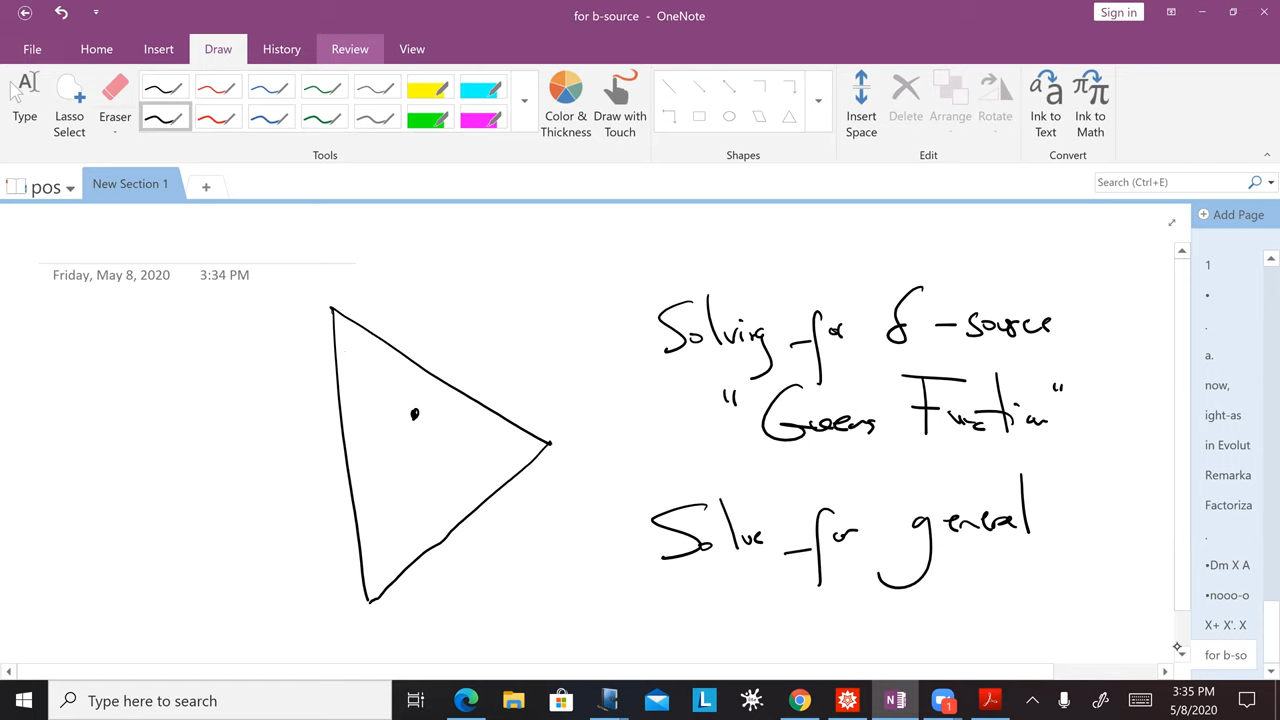 for b-source - OneNote
Sign in
File Home Insert Draw History Review View
Type
Lasso Select
Eraser
Color & Thickness
Draw with Touch
Insert Space
Delete
Arrange
Rotate
Ink to Text
Ink to Math
Tools Shapes Edit Convert
pos New Section 1
Search (Ctrl+E)
Add Page
Friday, May 8, 2020 3:34 PM
Solving for δ-source
"Greens Function"
Solve for general
1
•
.
a.
now,
ight-as
in Evolut
Remarka
Factoriza
.
•Dm X A
•nooo-o
X+ X'. X
for b-so
Type here to search
3:35 PM
5/8/2020